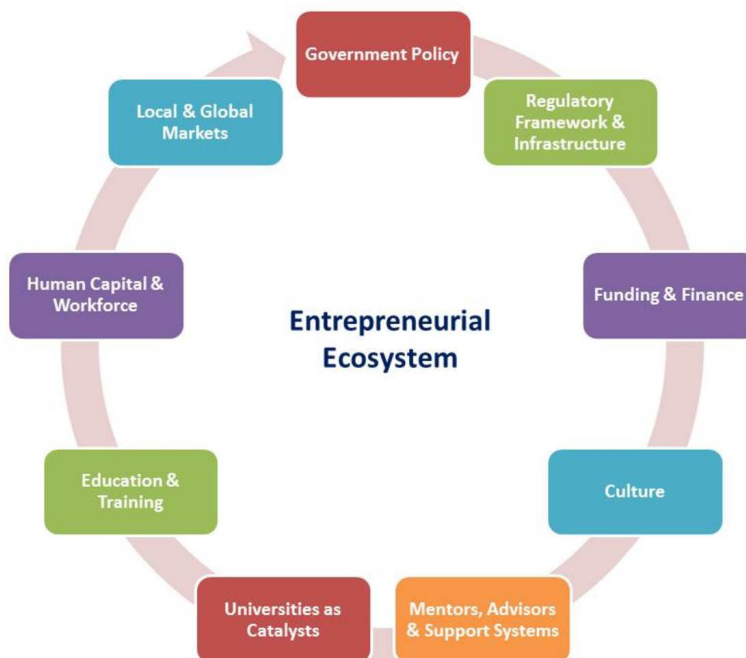 Government Policy
Regulatory
Framework &
Infrastructure
Funding & Finance
Culture
Mentors, Advisors
& Support Systems
Universities as
Catalysts
Education &
Training
Human Capital &
Workforce
Local & Global
Markets
Entrepreneurial
Ecosystem